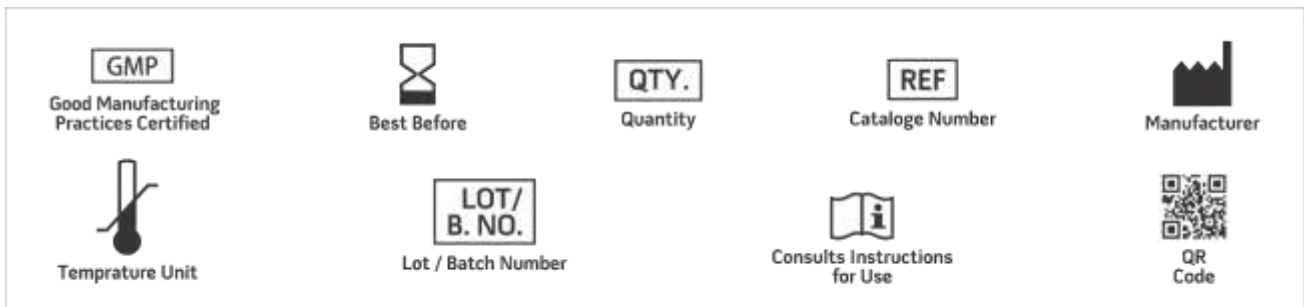 GMP
Good Manufacturing
Practices Certified
Best Before
QTY.
Quantity
REF
Cataloge Number
Manufacturer
Temprature Unit
LOT/
B. NO.
Lot / Batch Number
i
Consults Instructions
for Use
QR
Code